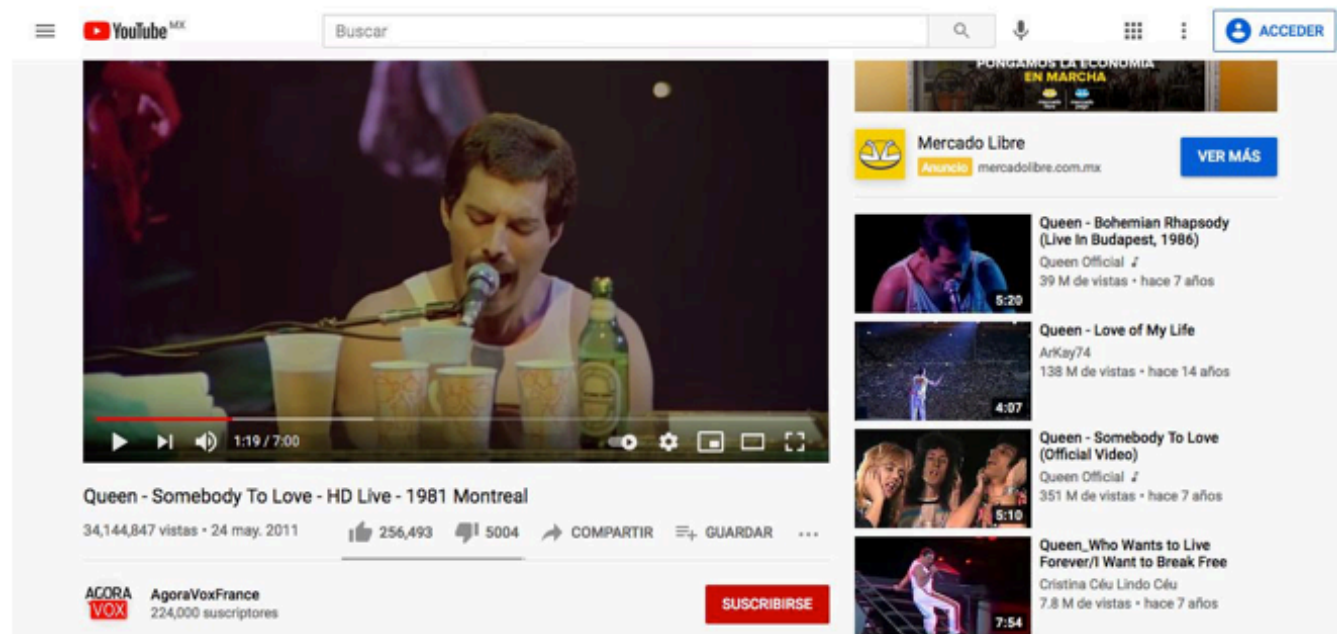 YouTube MX
Buscar
ACCEDER
PONGAMOS LA ECONOMÍA
EN MARCHA
Mercado Libre
Anuncio mercadolibre.com.mx
VER MÁS
1:19 / 7:00
Queen - Somebody To Love - HD Live - 1981 Montreal
34,144,847 vistas • 24 may. 2011
256,493
5004
COMPARTIR
GUARDAR
AGORA
VOX
AgoraVoxFrance
224,000 suscriptores
SUSCRIBIRSE
5:20
Queen - Bohemian Rhapsody
(Live In Budapest, 1986)
Queen Official
39 M de vistas • hace 7 años
4:07
Queen - Love of My Life
ArKay74
138 M de vistas • hace 14 años
5:10
Queen - Somebody To Love
(Official Video)
Queen Official
351 M de vistas • hace 7 años
7:54
Queen_Who Wants to Live
Forever/I Want to Break Free
Cristina Céu Lindo Céu
7.8 M de vistas • hace 7 años